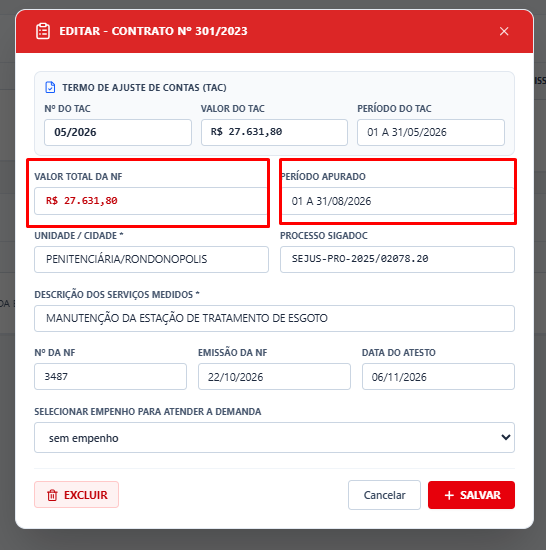 EDITAR - CONTRATO Nº 301/2023
TERMO DE AJUSTE DE CONTAS (TAC)
Nº DO TAC VALOR DO TAC PERÍODO DO TAC
05/2026 R$ 27.631,80 01 A 31/05/2026
VALOR TOTAL DA NF PERÍODO APURADO
R$ 27.631,80 01 A 31/08/2026
UNIDADE / CIDADE * PROCESSO SIGADOC
PENITENCIÁRIA/RONDONOPOLIS SEJUS-PRO-2025/02078.20
DESCRIÇÃO DOS SERVIÇOS MEDIDOS *
MANUTENÇÃO DA ESTAÇÃO DE TRATAMENTO DE ESGOTO
Nº DA NF EMISSÃO DA NF DATA DO ATESTO
3487 22/10/2026 06/11/2026
SELECIONAR EMPENHO PARA ATENDER A DEMANDA
sem empenho
EXCLUIR Cancelar + SALVAR